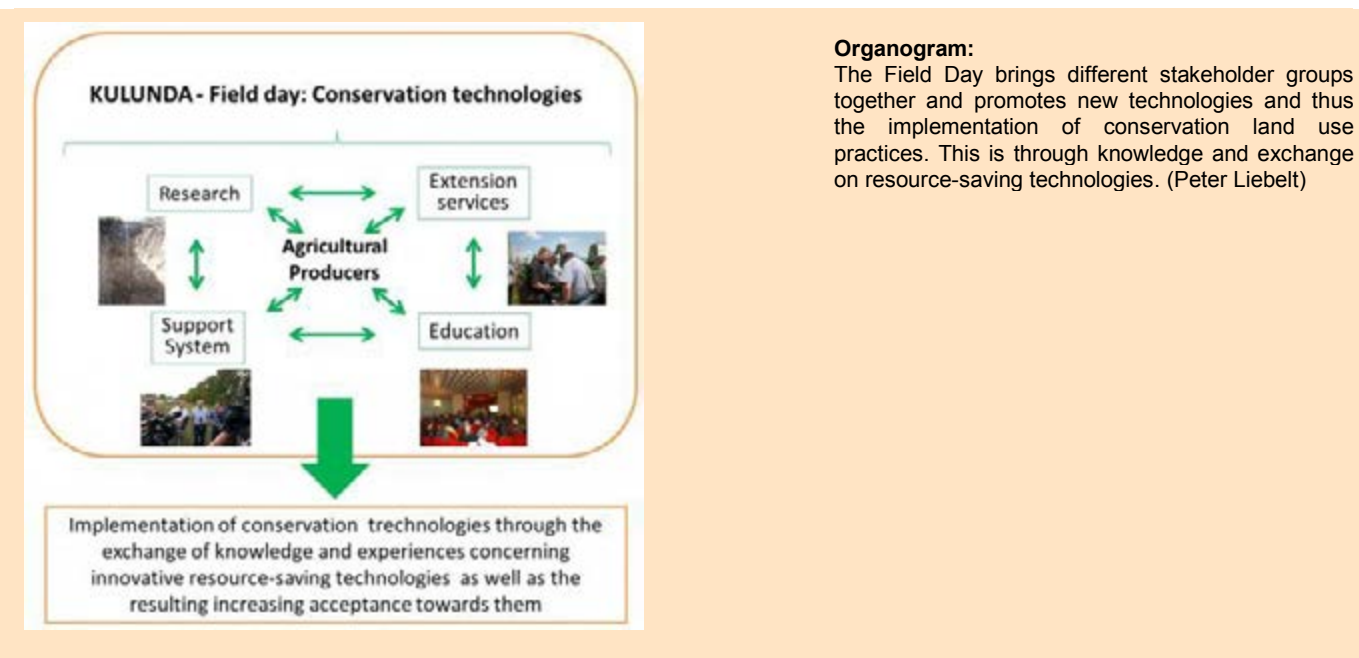 KULUNDA - Field day: Conservation technologies
Research
Extension
services
Agricultural
Producers
Support
System
Education
Implementation of conservation trechnologies through the
exchange of knowledge and experiences concerning
innovative resource-saving technologies as well as the
resulting increasing acceptance towards them
Organogram:
The Field Day brings different stakeholder groups
together and promotes new technologies and thus
the implementation of conservation land use
practices. This is through knowledge and exchange
on resource-saving technologies. (Peter Liebelt)